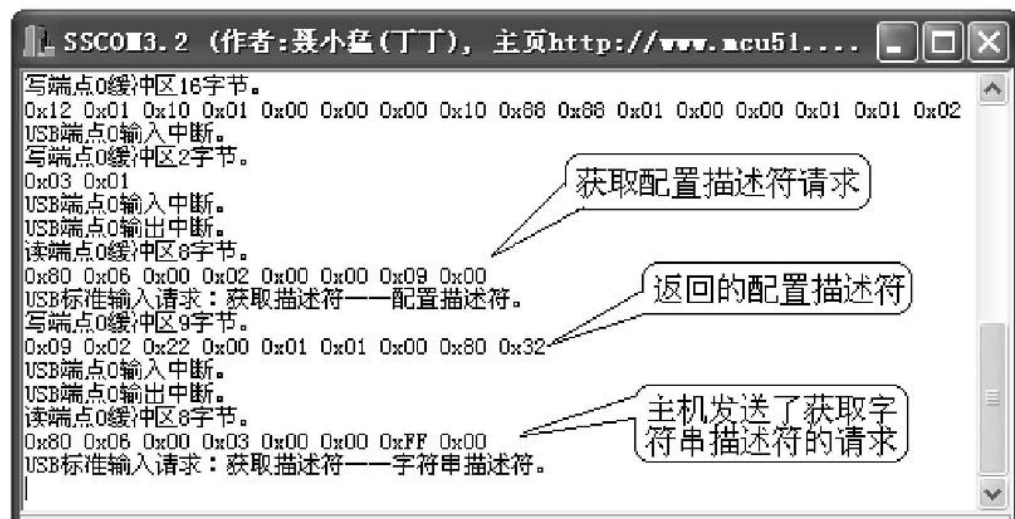 SSCOM3.2 (作者:聂小猛(丁丁), 主页http://www.mcu51....
写端点0缓冲区16字节。
0x12 0x01 0x10 0x01 0x00 0x00 0x00 0x10 0x88 0x88 0x01 0x00 0x00 0x01 0x01 0x02
USB端点0输入中断。
写端点0缓冲区2字节。
0x03 0x01
USB端点0输入中断。
USB端点0输出中断。
读端点0缓冲区8字节。
0x80 0x06 0x00 0x02 0x00 0x00 0x09 0x00
USB标准输入请求：获取描述符——配置描述符。
写端点0缓冲区9字节。
0x09 0x02 0x22 0x00 0x01 0x01 0x00 0x80 0x32
USB端点0输入中断。
USB端点0输出中断。
读端点0缓冲区8字节。
0x80 0x06 0x00 0x03 0x00 0x00 0xFF 0x00
USB标准输入请求：获取描述符——字符串描述符。
获取配置描述符请求
返回的配置描述符
主机发送了获取字
符串描述符的请求